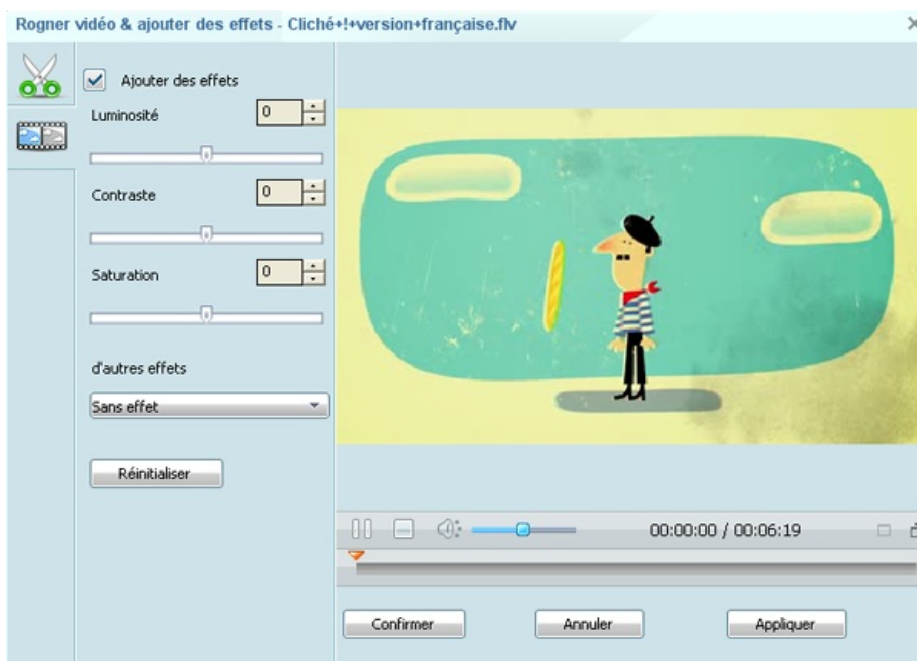 Rogner vidéo & ajouter des effets - Cliché+!+version+française.flv
Ajouter des effets
Luminosité 0
Contraste 0
Saturation 0
d'autres effets
Sans effet
Réinitialiser
00:00:00 / 00:06:19
Confirmer Annuler Appliquer